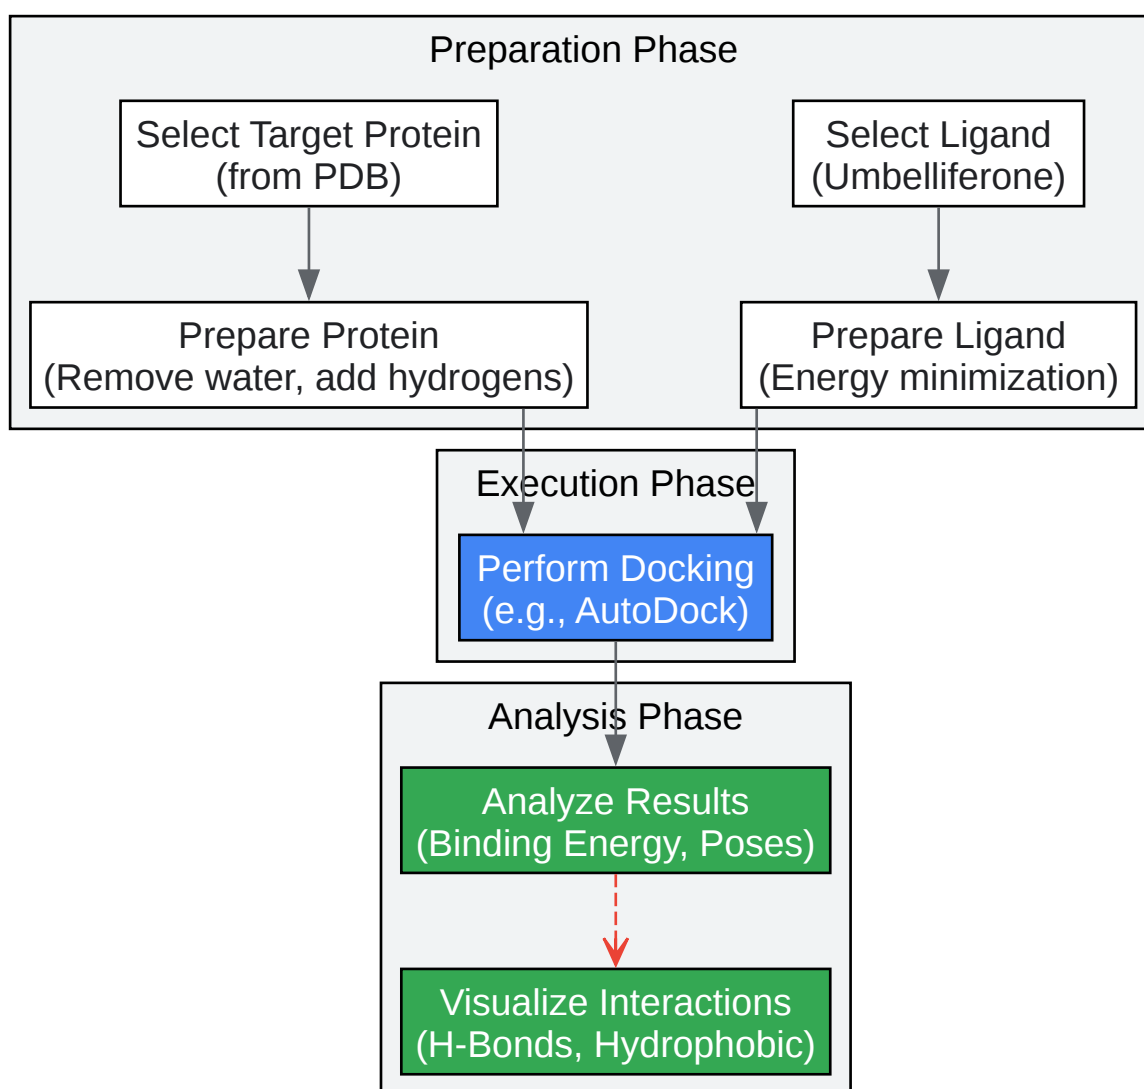 Preparation Phase
Select Target Protein
(from PDB)
Select Ligand
(Umbelliferone)
Prepare Protein
(Remove water, add hydrogens)
Prepare Ligand
(Energy minimization)
Execution Phase
Perform Docking
(e.g., AutoDock)
Analysis Phase
Analyze Results
(Binding Energy, Poses)
Visualize Interactions
(H-Bonds, Hydrophobic)